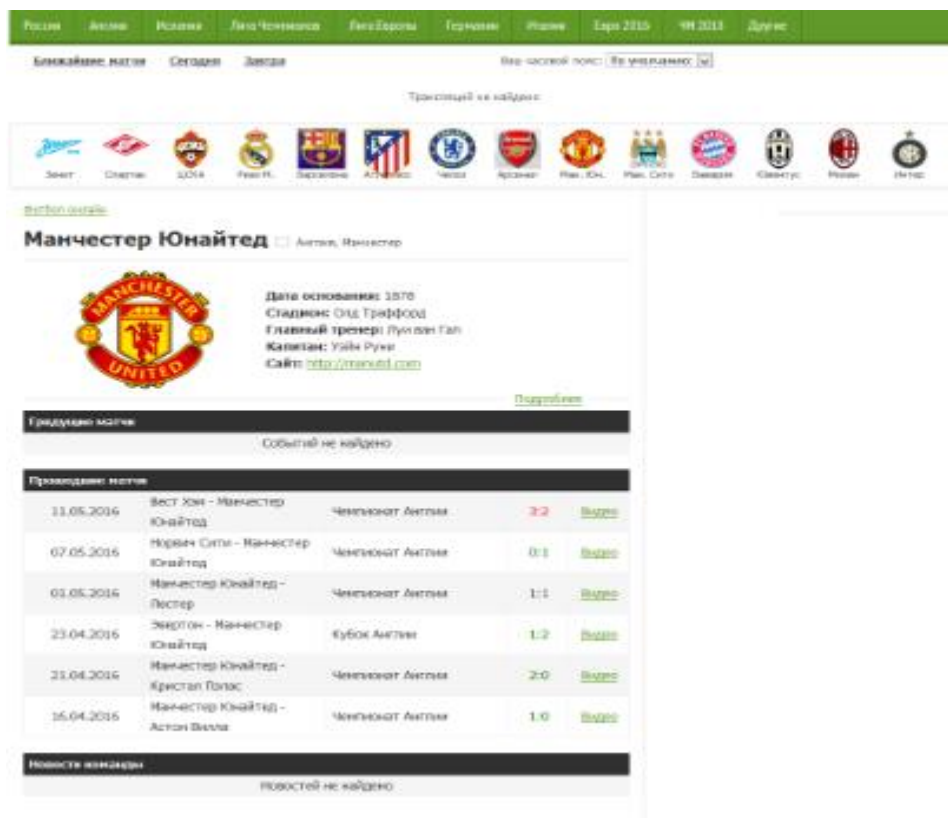 Россия Англия Испания Лига Чемпионов Лига Европы Германия Италия Евро 2016 ЧМ 2018 Другие
Ближайшие матчи Сегодня Завтра Ваш часовой пояс: По умолчанию
Трансляций не найдено
Зенит Спартак ЦСКА Реал М. Барселона Атлетико Челси Арсенал Ман. Юн. Ман. Сити Бавария Ювентус Милан Интер
Футбол онлайн
Манчестер Юнайтед Англия, Манчестер
MANCHESTER
UNITED
Дата основания: 1878
Стадион: Олд Траффорд
Главный тренер: Луи ван Гал
Капитан: Уэйн Руни
Сайт: http://manutd.com
Подробнее
Грядущие матчи
Событий не найдено
Прошедшие матчи
11.05.2016 Вест Хэм - Манчестер Юнайтед Чемпионат Англии 3:2 Видео
07.05.2016 Норвич Сити - Манчестер Юнайтед Чемпионат Англии 0:1 Видео
01.05.2016 Манчестер Юнайтед - Лестер Чемпионат Англии 1:1 Видео
23.04.2016 Эвертон - Манчестер Юнайтед Кубок Англии 1:2 Видео
21.04.2016 Манчестер Юнайтед - Кристал Пэлас Чемпионат Англии 2:0 Видео
16.04.2016 Манчестер Юнайтед - Астон Вилла Чемпионат Англии 1:0 Видео
Новости команды
Новостей не найдено